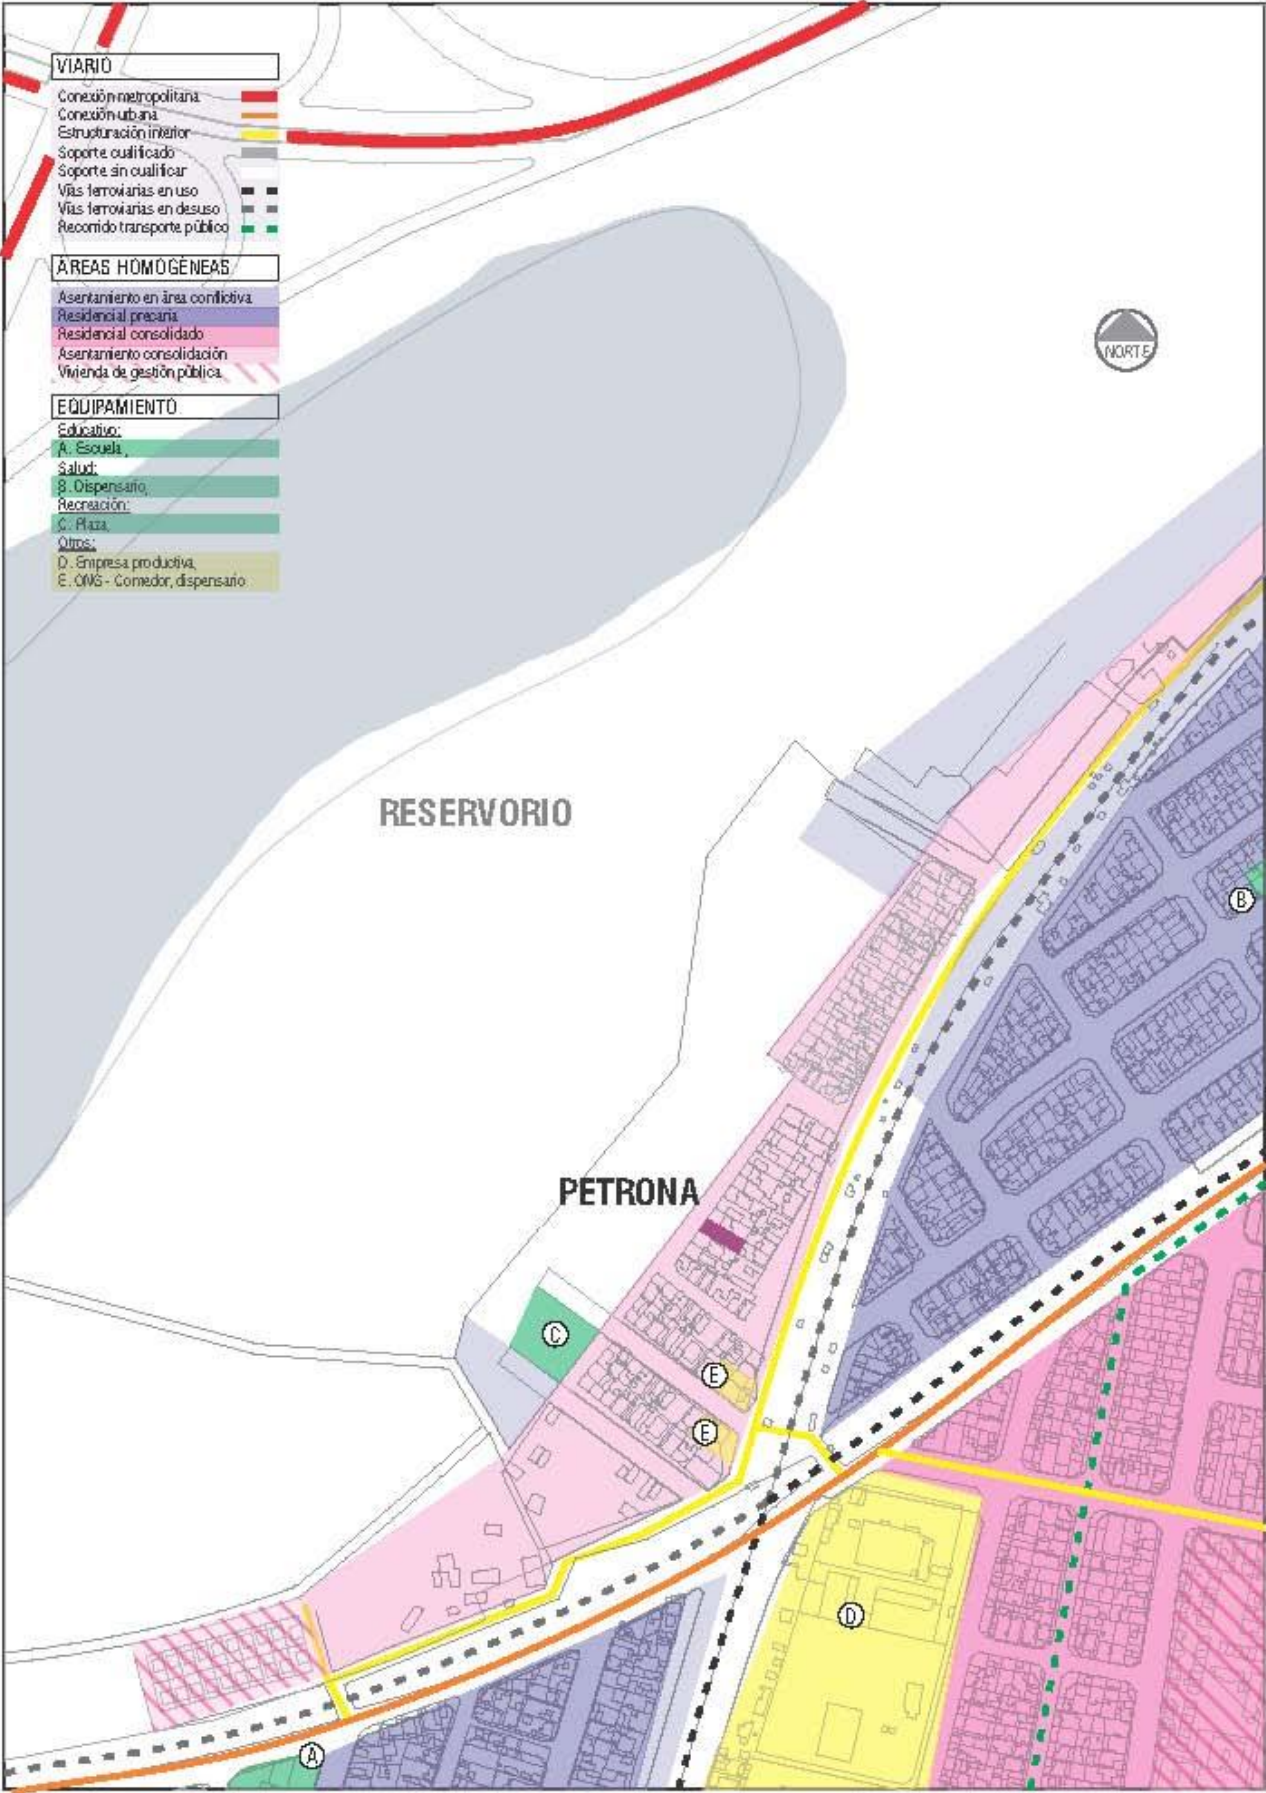 VIARIO
Conexión metropolitana
Conexión urbana
Estructuración interior
Soporte cualificado
Soporte sin cualificar
Vías ferroviarias en uso
Vías ferroviarias en desuso
Recorrido transporte público
ÁREAS HOMOGÉNEAS
Asentamiento en área conflictiva
Residencial precaria
Residencial consolidado
Asentamiento consolidación
Vivienda de gestión pública
EQUIPAMIENTO
Educativo:
A. Escuela,
Salud:
B. Dispensario,
Recreación:
C. Plaza,
Otros:
D. Empresa productiva,
E. ONG - Comedor, dispensario
NORTE
RESERVORIO
B
PETRONA
C
E
E
D
A